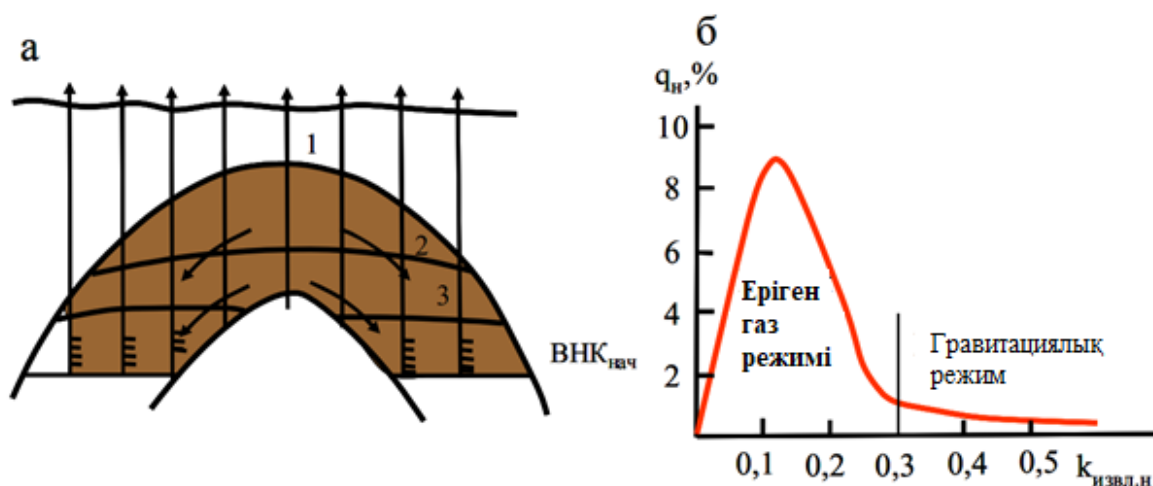 а
1
2
3
ВНКнач
б
qн,%
10
8
6
4
2
Еріген
газ
режимі
Гравитациялық
режим
0,1 0,2 0,3 0,4 0,5 kизвл.н